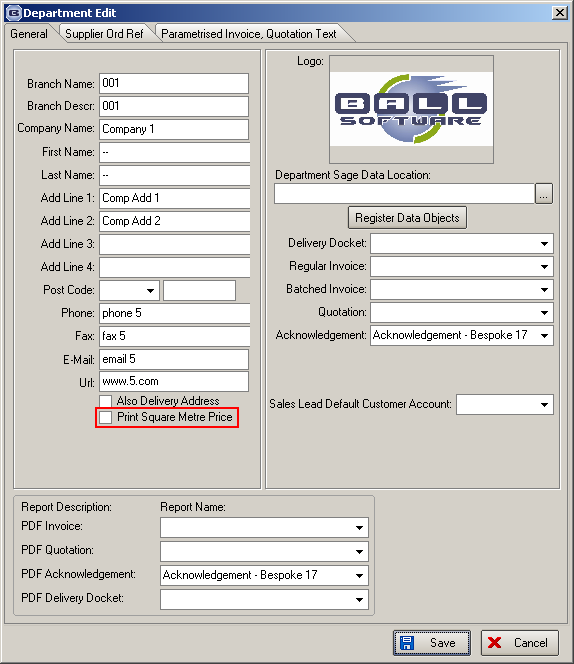 Department Edit
General Supplier Ord Ref Parametrised Invoice, Quotation Text
Branch Name: 001
Branch Descr: 001
Company Name: Company 1
First Name: --
Last Name: --
Add Line 1: Comp Add 1
Add Line 2: Comp Add 2
Add Line 3:
Add Line 4:
Post Code:
Phone: phone 5
Fax: fax 5
E-Mail: email 5
Url: www.5.com
Also Delivery Address
Print Square Metre Price
Logo:
BALL
SOFTWARE
Department Sage Data Location:
...
Register Data Objects
Delivery Docket:
Regular Invoice:
Batched Invoice:
Quotation:
Acknowledgement: Acknowledgement - Bespoke 17
Sales Lead Default Customer Account:
Report Description: Report Name:
PDF Invoice:
PDF Quotation:
PDF Acknowledgement: Acknowledgement - Bespoke 17
PDF Delivery Docket:
Save Cancel